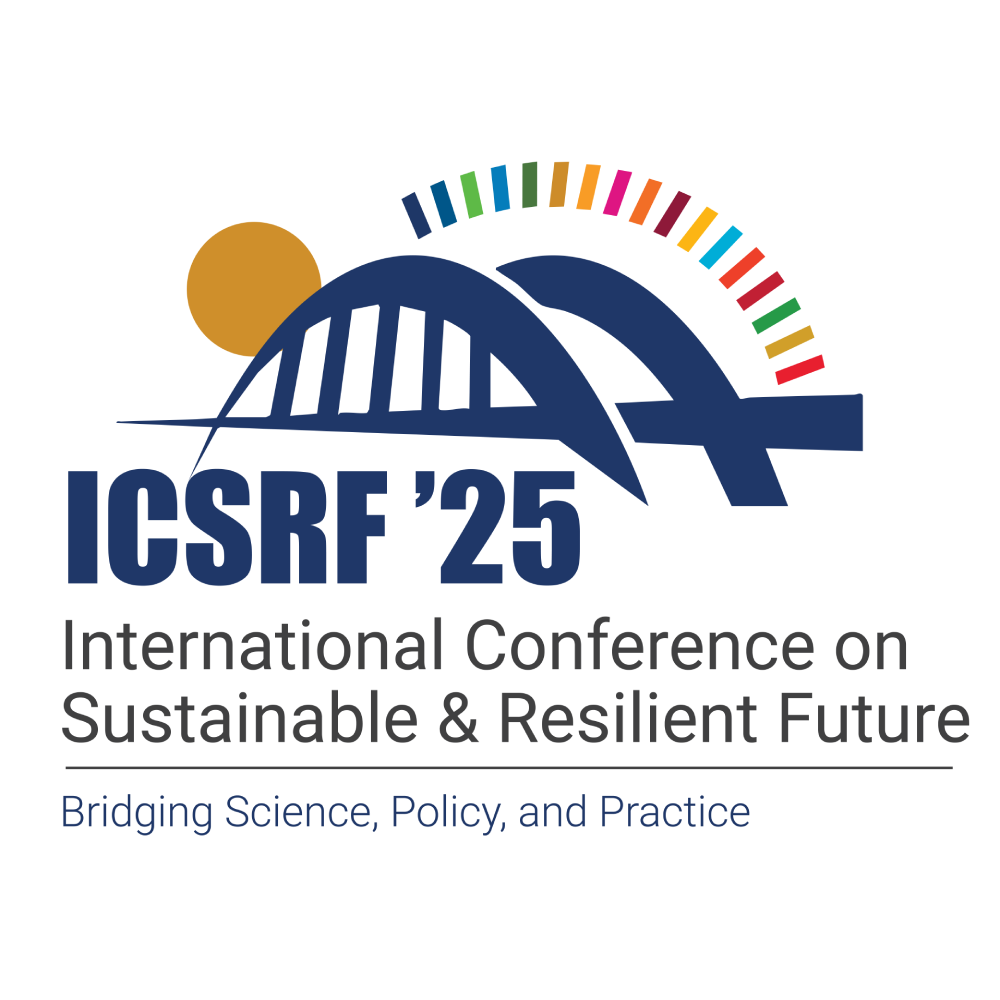 ICSRF ’25
International Conference on
Sustainable & Resilient Future
Bridging Science, Policy, and Practice